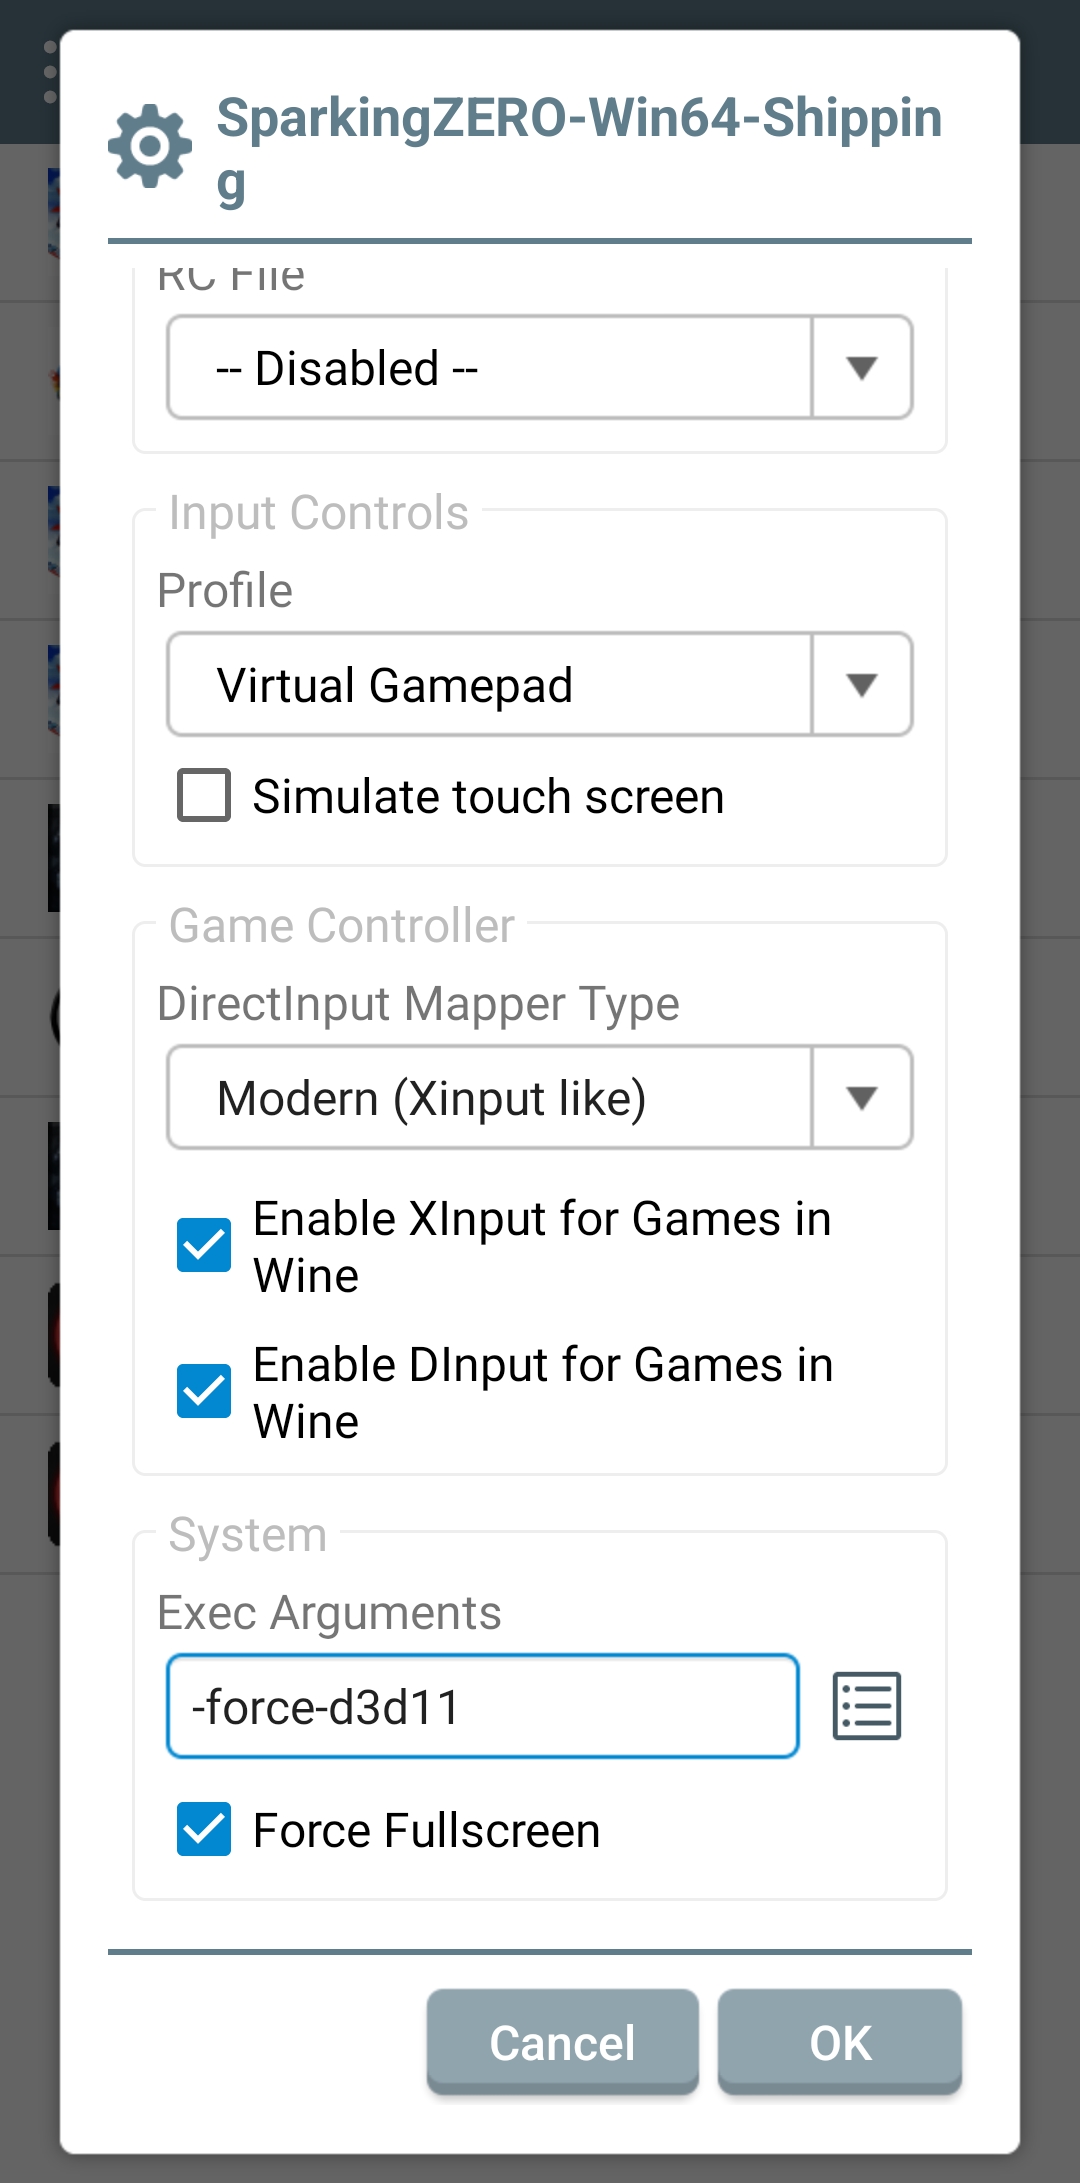 SparkingZERO-Win64-Shippin
g
RC File
-- Disabled --
Input Controls
Profile
Virtual Gamepad
Simulate touch screen
Game Controller
DirectInput Mapper Type
Modern (Xinput like)
Enable XInput for Games in
Wine
Enable DInput for Games in
Wine
System
Exec Arguments
-force-d3d11
Force Fullscreen
Cancel
OK